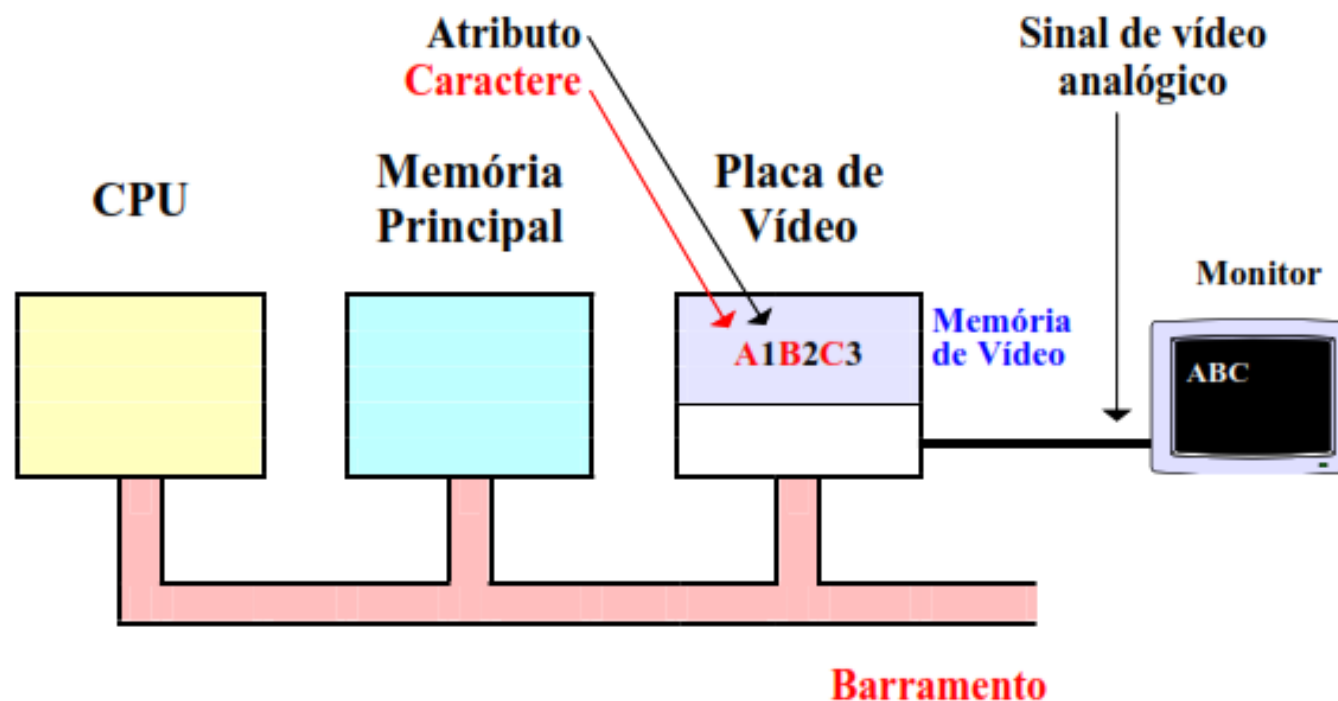 Atributo
Caractere
Sinal de vídeo
analógico
CPU
Memória
Principal
Placa de
Vídeo
Monitor
Memória
de Vídeo
A1B2C3
ABC
Barramento